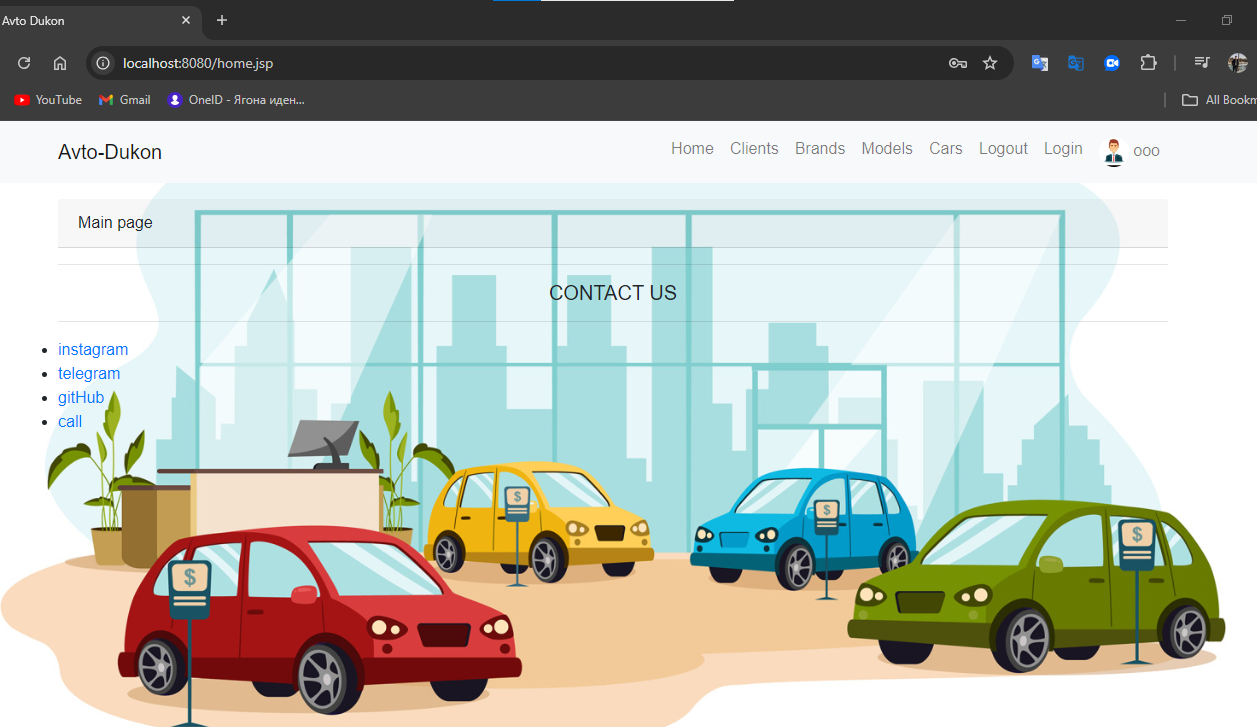 Avto Dukon
localhost:8080/home.jsp
YouTube Gmail OneID - Ягона иден... All Bookm
Avto-Dukon Home Clients Brands Models Cars Logout Login ooo
Main page
CONTACT US
instagram
telegram
gitHub
call
$
$
$
$